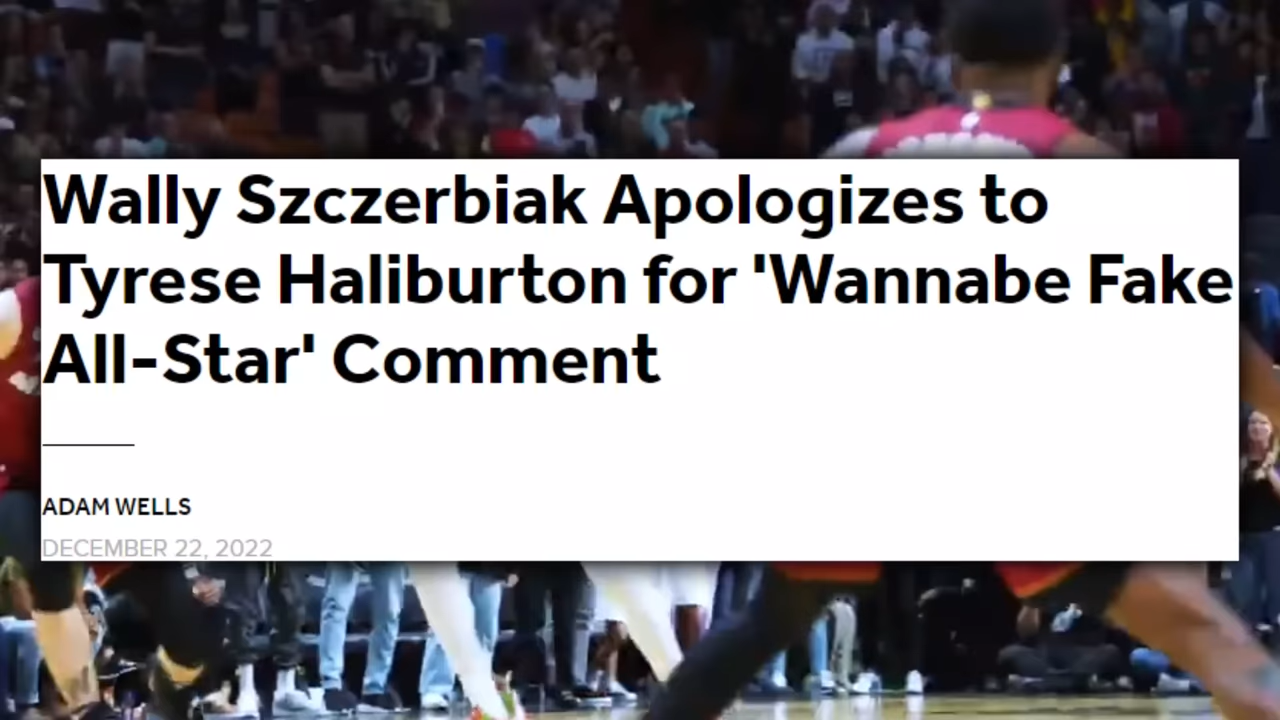 Wally Szczerbiak Apologizes to
Tyrese Haliburton for 'Wannabe Fake
All-Star' Comment
ADAM WELLS
DECEMBER 22, 2022